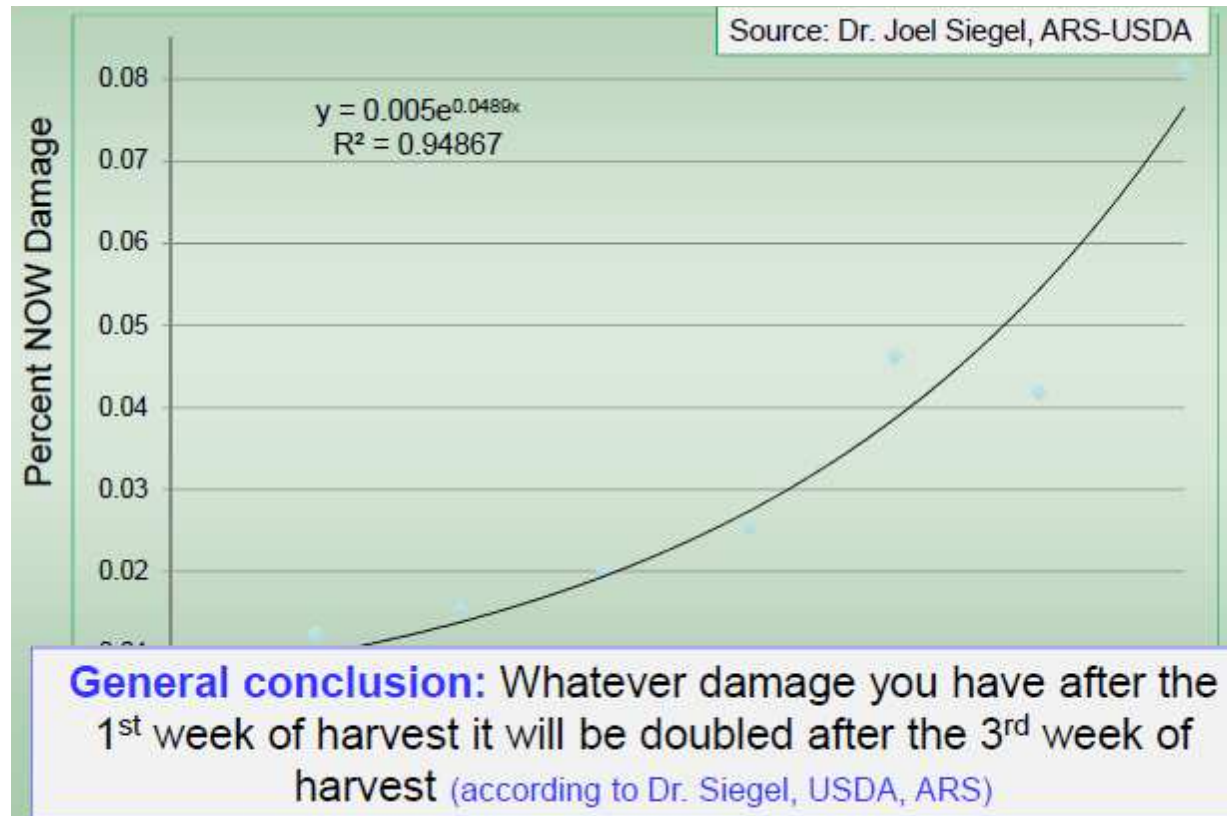 Source: Dr. Joel Siegel, ARS-USDA
y = 0.005e^0.0489x
R² = 0.94867
Percent NOW Damage
0.08
0.07
0.06
0.05
0.04
0.03
0.02
General conclusion: Whatever damage you have after the
1st week of harvest it will be doubled after the 3rd week of
harvest (according to Dr. Siegel, USDA, ARS)